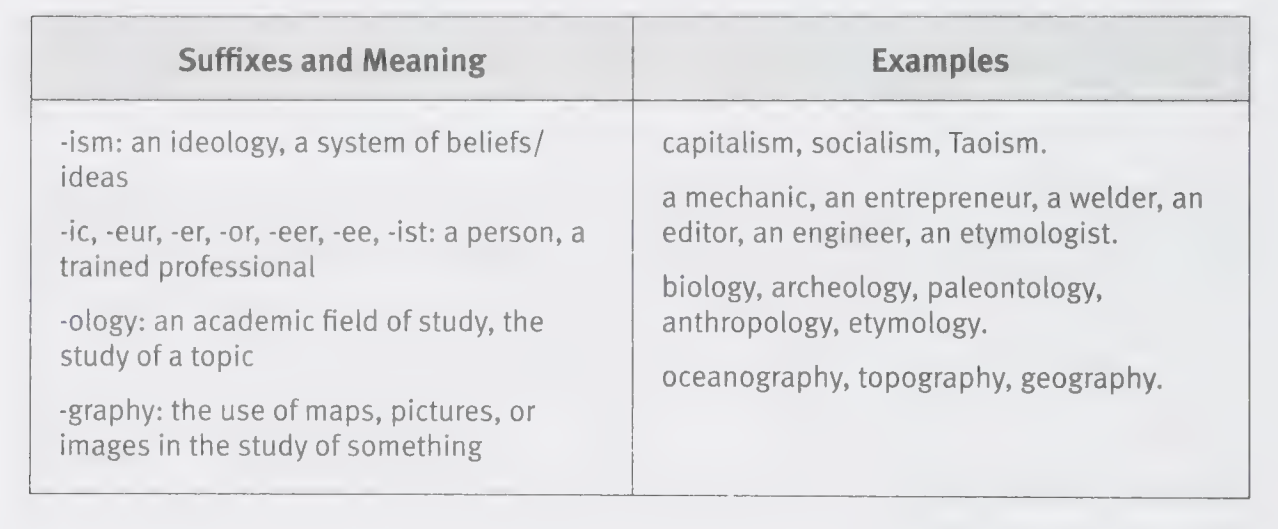 Suffixes and Meaning
Examples
-ism: an ideology, a system of beliefs/
ideas
-ic, -eur, -er, -or, -eer, -ee, -ist: a person, a
trained professional
-ology: an academic field of study, the
study of a topic
-graphy: the use of maps, pictures, or
images in the study of something
capitalism, socialism, Taoism.
a mechanic, an entrepreneur, a welder, an
editor, an engineer, an etymologist.
biology, archeology, paleontology,
anthropology, etymology.
oceanography, topography, geography.